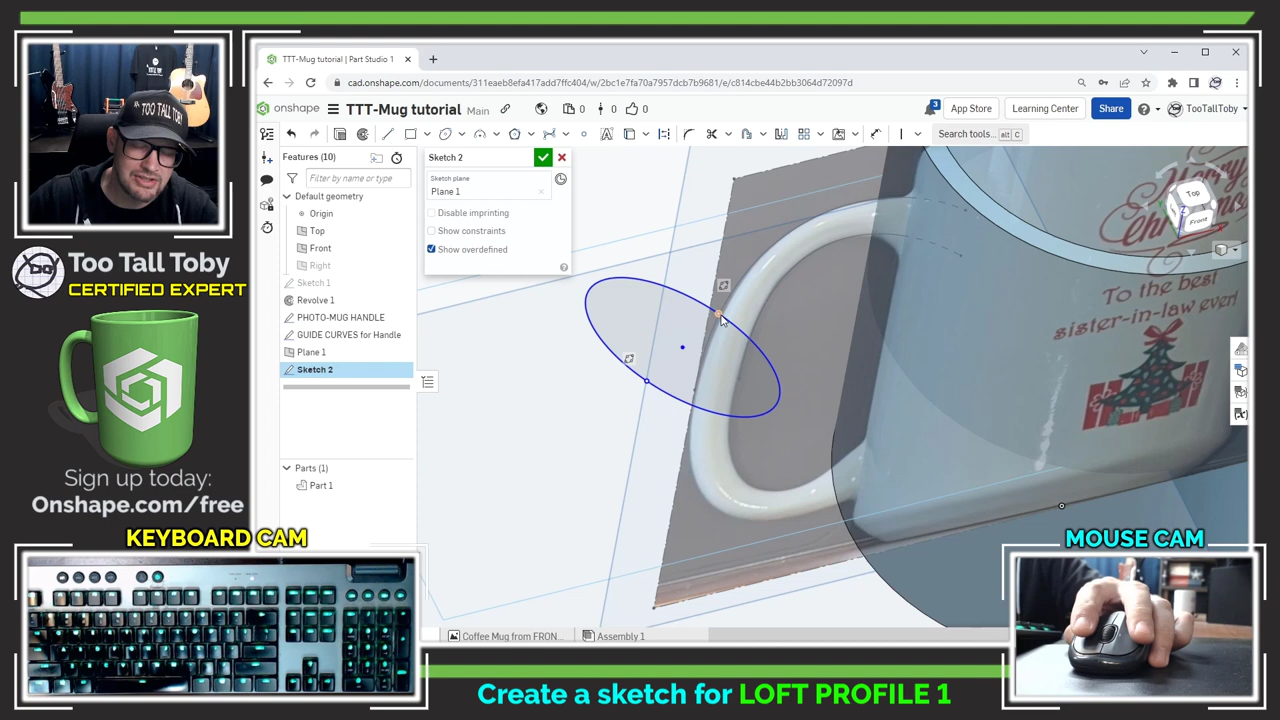 TOO TALL TOBY
Too Tall Toby
CERTIFIED EXPERT
Sign up today:
Onshape.com/free
KEYBOARD CAM
MOUSE CAM
Create a sketch for LOFT PROFILE 1
TTT-Mug tutorial | Part Studio 1
cad.onshape.com/documents/311eaeb8efa417add7ffc404/w/2bc1e7fa70a7957dcb7b9681/e/c814cbe44b2bb3064d72097d
onshape
TTT-Mug tutorial
Main
0
0
0
3
App Store
Learning Center
Share
TooTallToby
Search tools...
alt
C
Features (10)
Filter by name or type
Default geometry
Origin
Top
Front
Right
Sketch 1
Revolve 1
PHOTO-MUG HANDLE
GUIDE CURVES for Handle
Plane 1
Sketch 2
Parts (1)
Part 1
Sketch 2
Sketch plane
Plane 1
Disable imprinting
Show constraints
Show overdefined
Top
Front
To the best
sister-in-law ever!
Coffee Mug from FRON...
Assembly 1